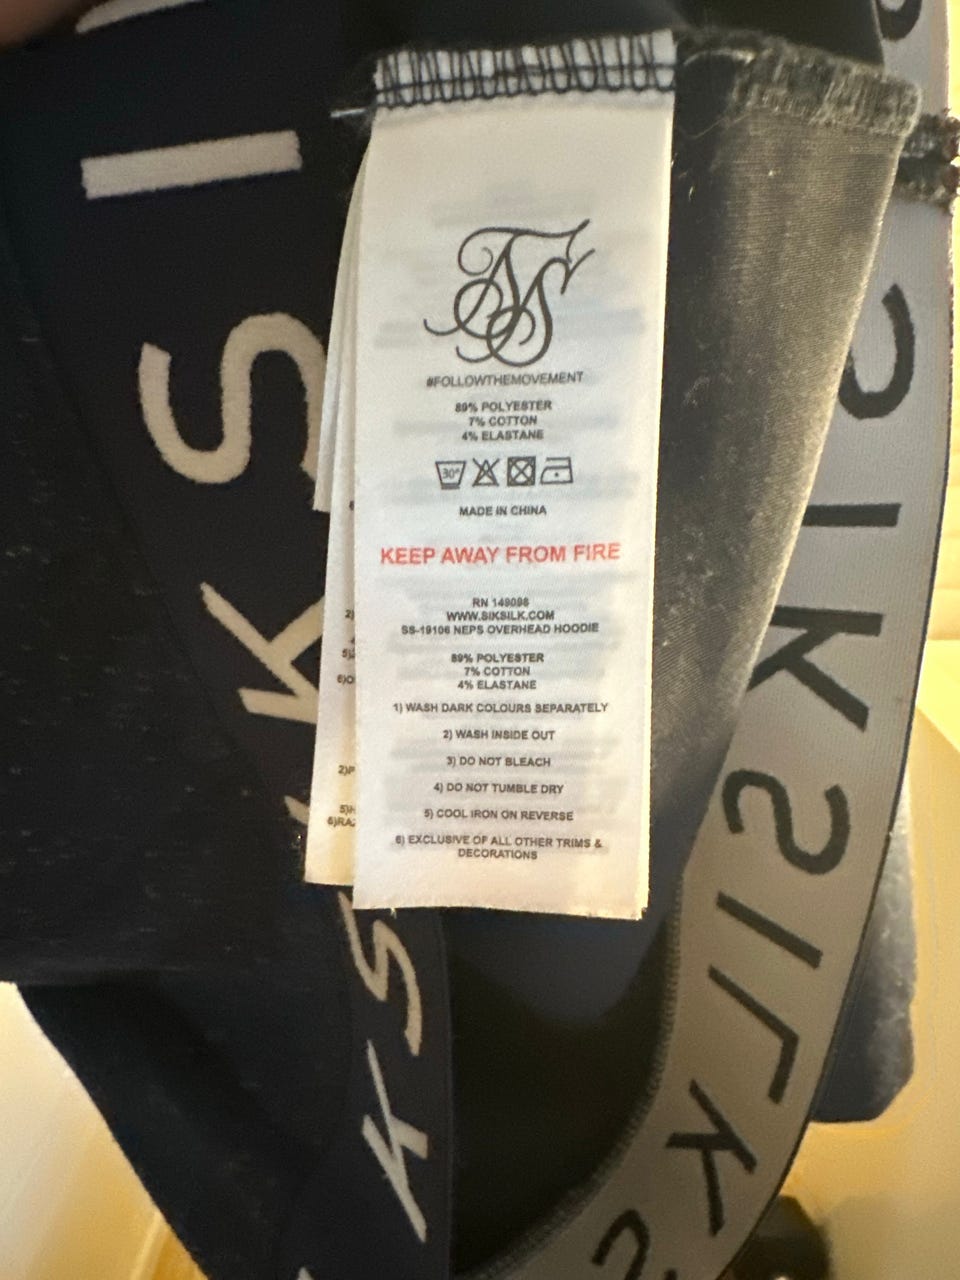 #FOLLOWTHEMOVEMENT
89% POLYESTER
7% COTTON
4% ELASTANE
30°
MADE IN CHINA
KEEP AWAY FROM FIRE
RN 149098
WWW.SIKSILK.COM
SS-19106 NEPS OVERHEAD HOODIE
89% POLYESTER
7% COTTON
4% ELASTANE
1) WASH DARK COLOURS SEPARATELY
2) WASH INSIDE OUT
3) DO NOT BLEACH
4) DO NOT TUMBLE DRY
5) COOL IRON ON REVERSE
6) EXCLUSIVE OF ALL OTHER TRIMS &
DECORATIONS
SIKSILK